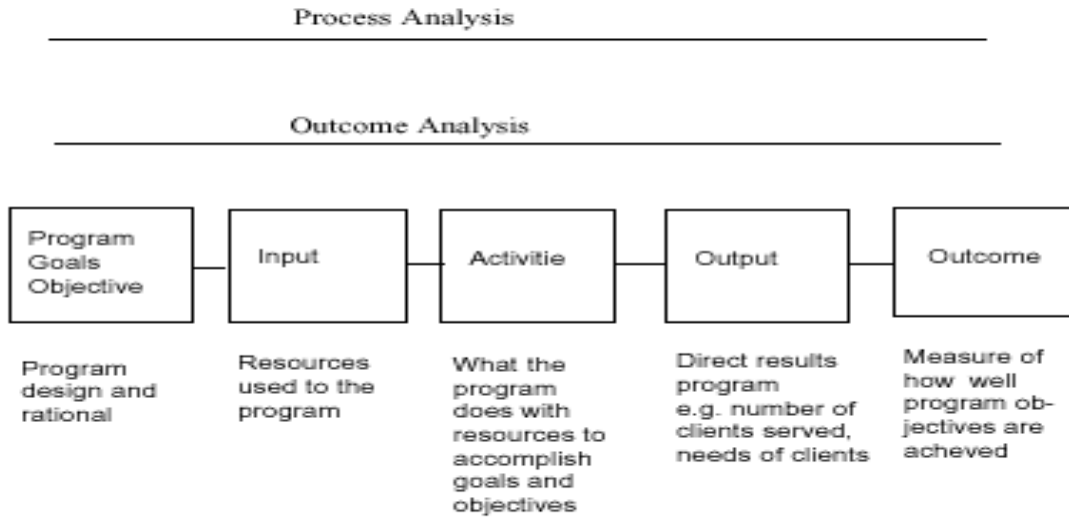 Process Analysis
Outcome Analysis
Program
Goals
Objective
Input
Activitie
Output
Outcome
Program
design and
rational
Resources
used to the
program
What the
program
does with
resources to
accomplish
goals and
objectives
Direct results
program
e.g. number of
clients served,
needs of clients
Measure of
how well
program ob-
jectives are
acheved